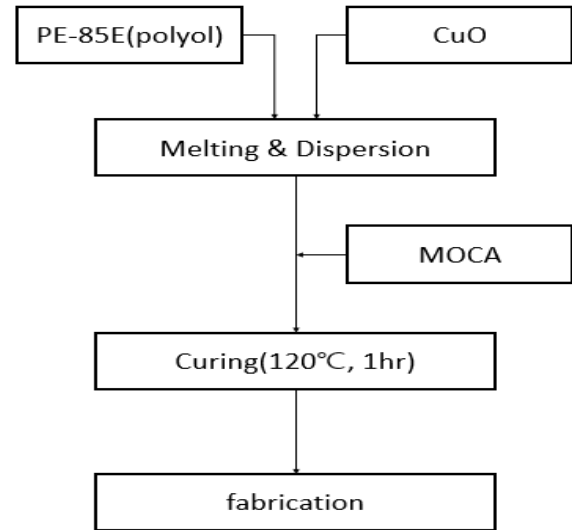 PE-85E(polyol)
CuO
Melting & Dispersion
MOCA
Curing(120℃, 1hr)
fabrication